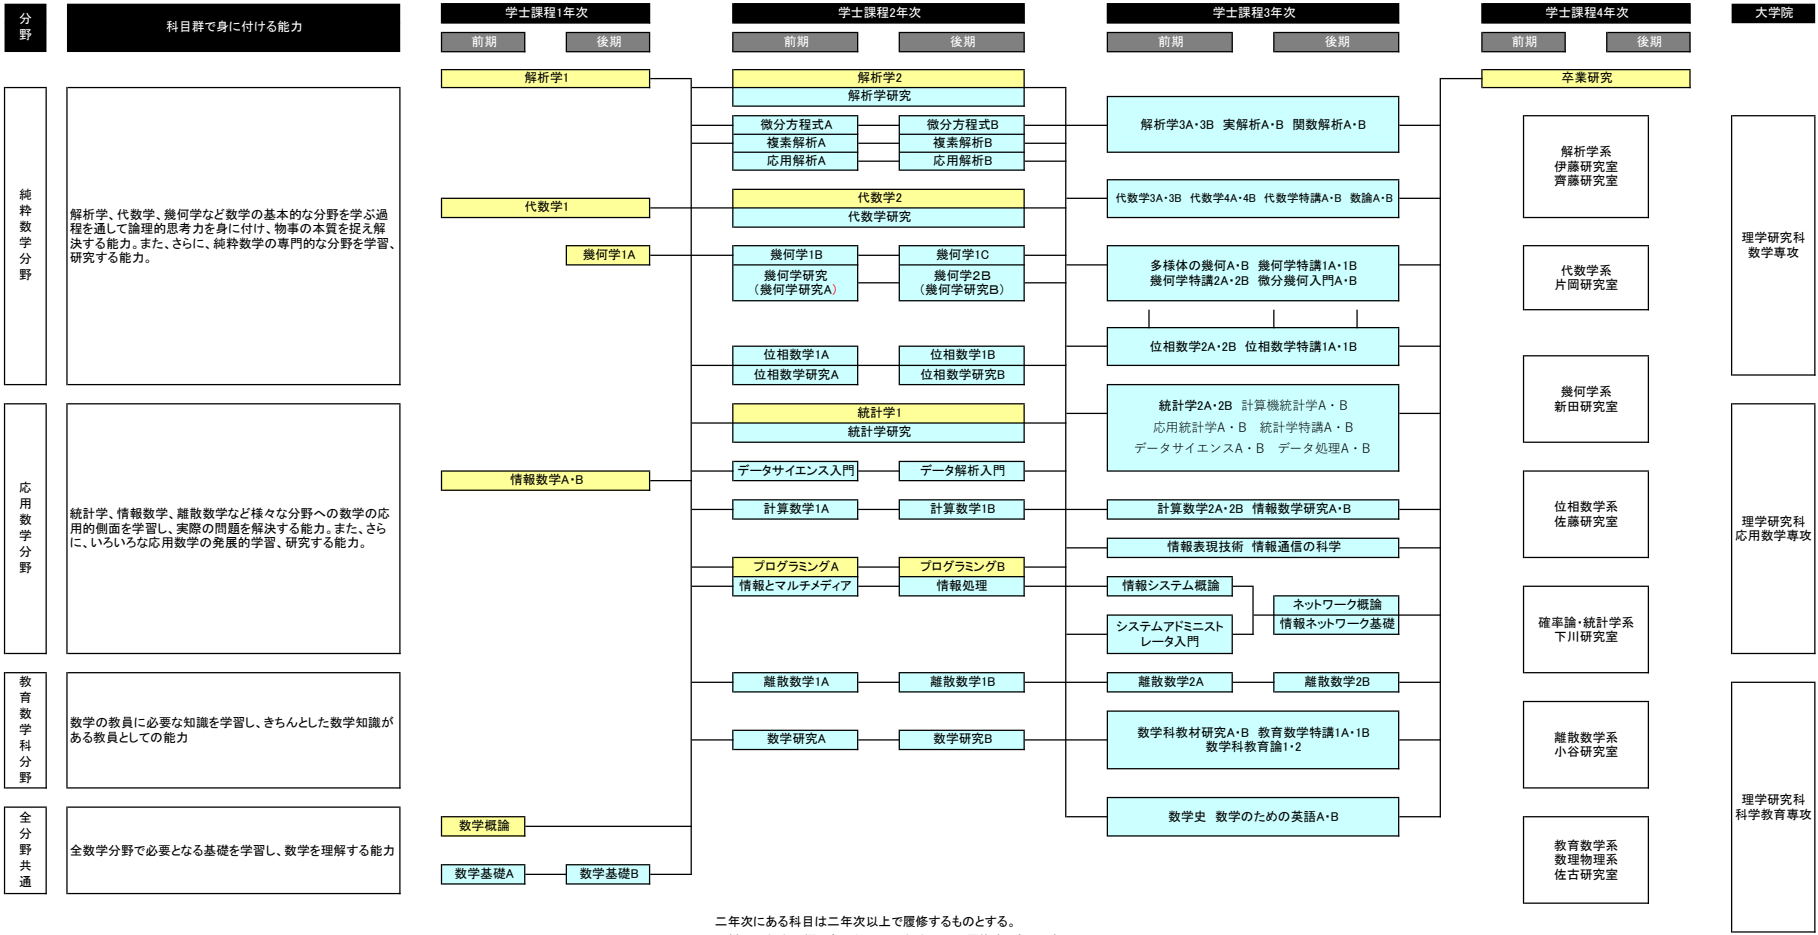 分野
科目群で身に付ける能力
学士課程1年次
学士課程2年次
学士課程3年次
学士課程4年次
大学院
前期
後期
前期
後期
前期
後期
前期
後期
純粋数学分野
解析学、代数学、幾何学など数学の基本的な分野を学ぶ過
程を通して論理的思考力を身に付け、物事の本質を捉え解
決する能力。また、さらに、純粋数学の専門的な分野を学習、
研究する能力。
応用数学分野
統計学、情報数学、離散数学など様々な分野への数学の応
用的側面を学習し、実際の問題を解決する能力。また、さら
に、いろいろな応用数学の発展的学習、研究する能力。
教育数学科分野
数学の教員に必要な知識を学習し、きちんとした数学知識が
ある教員としての能力
全分野共通
全数学分野で必要となる基礎を学習し、数学を理解する能力
解析学1
代数学1
幾何学1A
情報数学A・B
数学概論
数学基礎A
数学基礎B
解析学2
解析学研究
微分方程式A
微分方程式B
複素解析A
複素解析B
応用解析A
応用解析B
代数学2
代数学研究
幾何学1B
幾何学1C
幾何学研究
(幾何学研究A)
幾何学2B
(幾何学研究B)
位相数学1A
位相数学1B
位相数学研究A
位相数学研究B
統計学1
統計学研究
データサイエンス入門
データ解析入門
計算数学1A
計算数学1B
プログラミングA
プログラミングB
情報とマルチメディア
情報処理
離散数学1A
離散数学1B
数学研究A
数学研究B
解析学3A・3B 実解析A・B 関数解析A・B
代数学3A・3B 代数学4A・4B 代数学特講A・B 数論A・B
多様体の幾何A・B 幾何学特講1A・1B
幾何学特講2A・2B 微分幾何入門A・B
位相数学2A・2B 位相数学特講1A・1B
統計学2A・2B 計算機統計学A・B
応用統計学A・B 統計学特講A・B
データサイエンスA・B データ処理A・B
計算数学2A・2B 情報数学研究A・B
情報表現技術 情報通信の科学
情報システム概論
ネットワーク概論
システムアドミニスト
レータ入門
情報ネットワーク基礎
離散数学2A
離散数学2B
数学科教材研究A・B 教育数学特講1A・1B
数学科教育論1・2
数学史 数学のための英語A・B
卒業研究
解析学系
伊藤研究室
齊藤研究室
代数学系
片岡研究室
幾何学系
新田研究室
位相数学系
佐藤研究室
確率論・統計学系
下川研究室
離散数学系
小谷研究室
教育数学系
数理物理系
佐古研究室
理学研究科
数学専攻
理学研究科
応用数学専攻
理学研究科
科学教育専攻
二年次にある科目は二年次以上で履修するものとする。